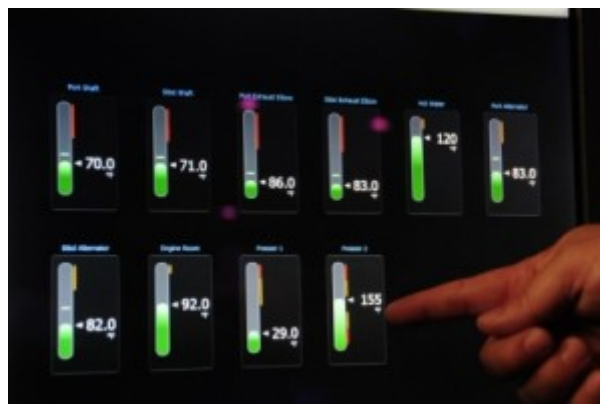 Port Shaft
Stbd Shaft
Port Exhaust Elbow
Stbd Exhaust Elbow
Hot Water
Port Alternator
70.0
°F
71.0
°F
86.0
°F
83.0
°F
120
°F
83.0
°F
Stbd Alternator
Engine Room
Freezer 1
Freezer 2
82.0
°F
92.0
°F
29.0
°F
155
°F